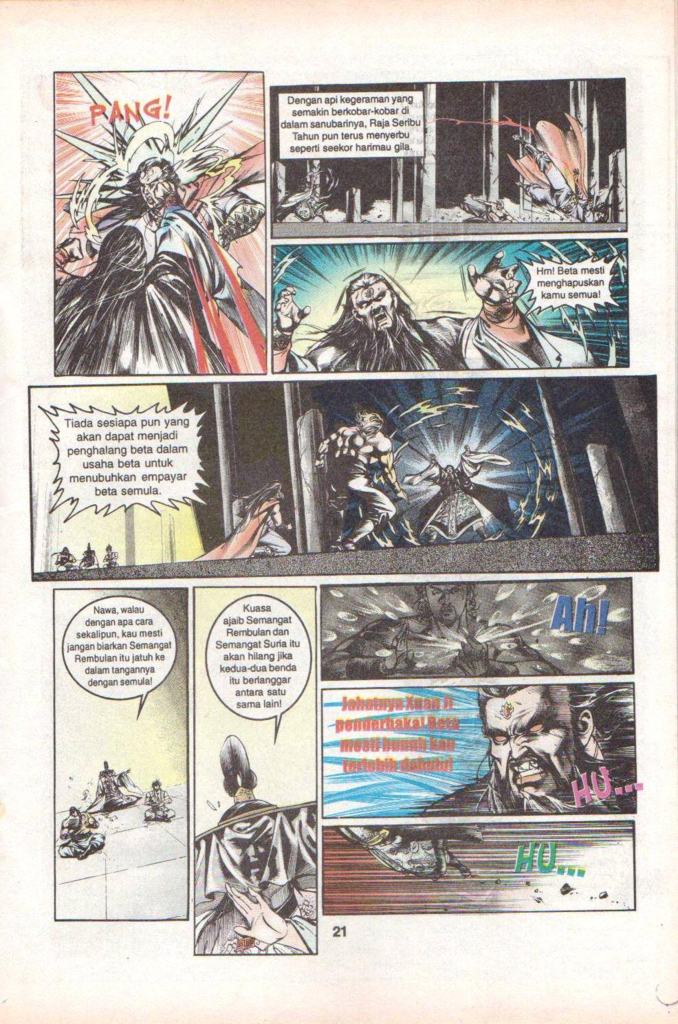 PANG!
Dengan api kegeraman yang
semakin berkobar-kobar di
dalam sanubarinya, Raja Seribu
Tahun pun terus menyerbu
seperti seekor harimau gila.
Hm! Beta mesti
menghapuskan
kamu semua!
Tiada sesiapa pun yang
akan dapat menjadi
penghalang beta dalam
usaha beta untuk
menubuhkan empayar
beta semula.
Nawa, walau
dengan apa cara
sekalipun, kau mesti
jangan biarkan Semangat
Rembulan itu jatuh ke
dalam tangannya
dengan semula!
Kuasa
ajaib Semangat
Rembulan dan
Semangat Suria itu
akan hilang jika
kedua-dua benda
itu berlanggar
antara satu
sama lain!
Ah!
Jahatnya Xuan Ji
penderhaka! Beta
mesti bunuh kau
terlebih dahulu!
HU...
HU...
21